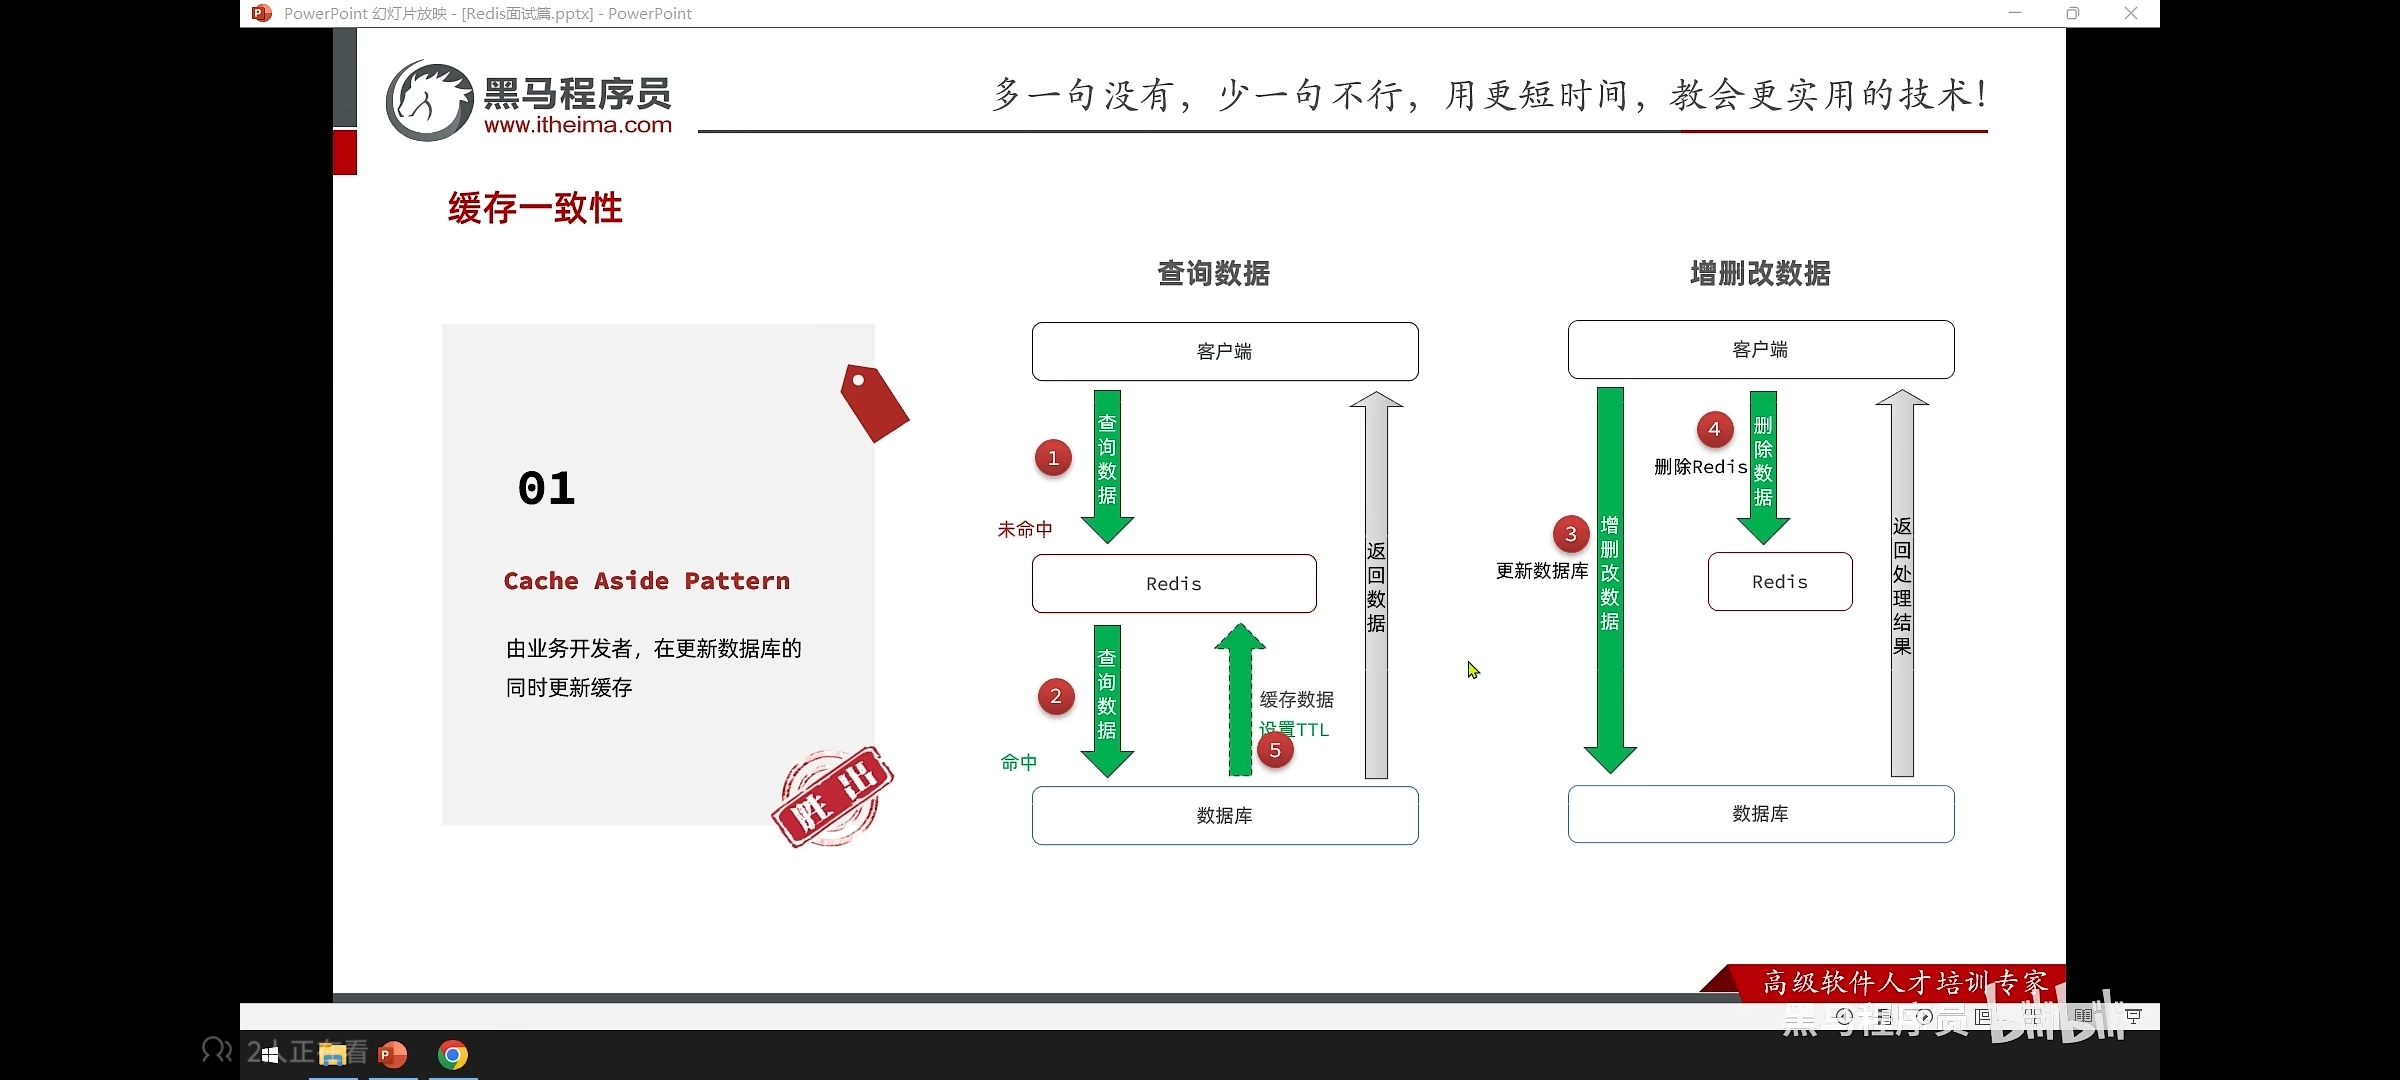 PowerPoint 幻灯片放映 - [Redis面试篇.pptx] - PowerPoint
黑马程序员
www.itheima.com
多一句没有，少一句不行，用更短时间，教会更实用的技术！
缓存一致性
01
Cache Aside Pattern
由业务开发者，在更新数据库的
同时更新缓存
胜出
查询数据
客户端
1
查询数据
未命中
Redis
2
查询数据
命中
缓存数据
设置TTL
5
返回数据
数据库
增删改数据
客户端
3
更新数据库
增删改数据
4
删除Redis
删除数据
Redis
返回处理结果
数据库
高级软件人才培训专家
黑马程序员
bilibili
2人正在看